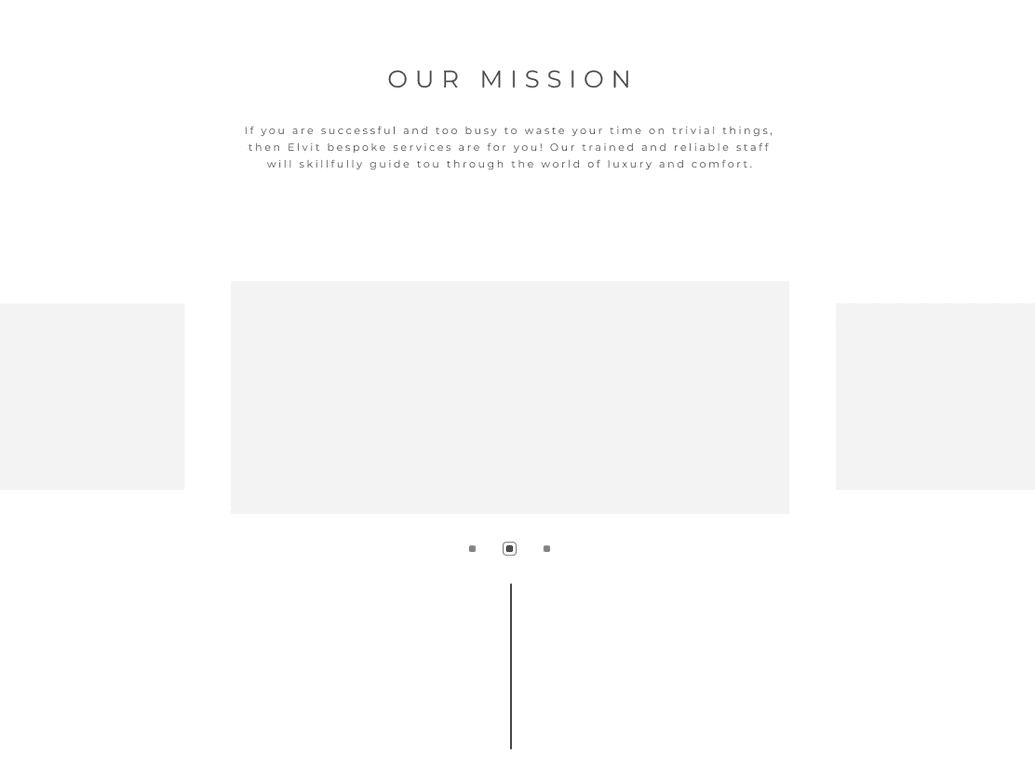 OUR MISSION
If you are successful and too busy to waste your time on trivial things,
then Elvit bespoke services are for you! Our trained and reliable staff
will skillfully guide tou through the world of luxury and comfort.